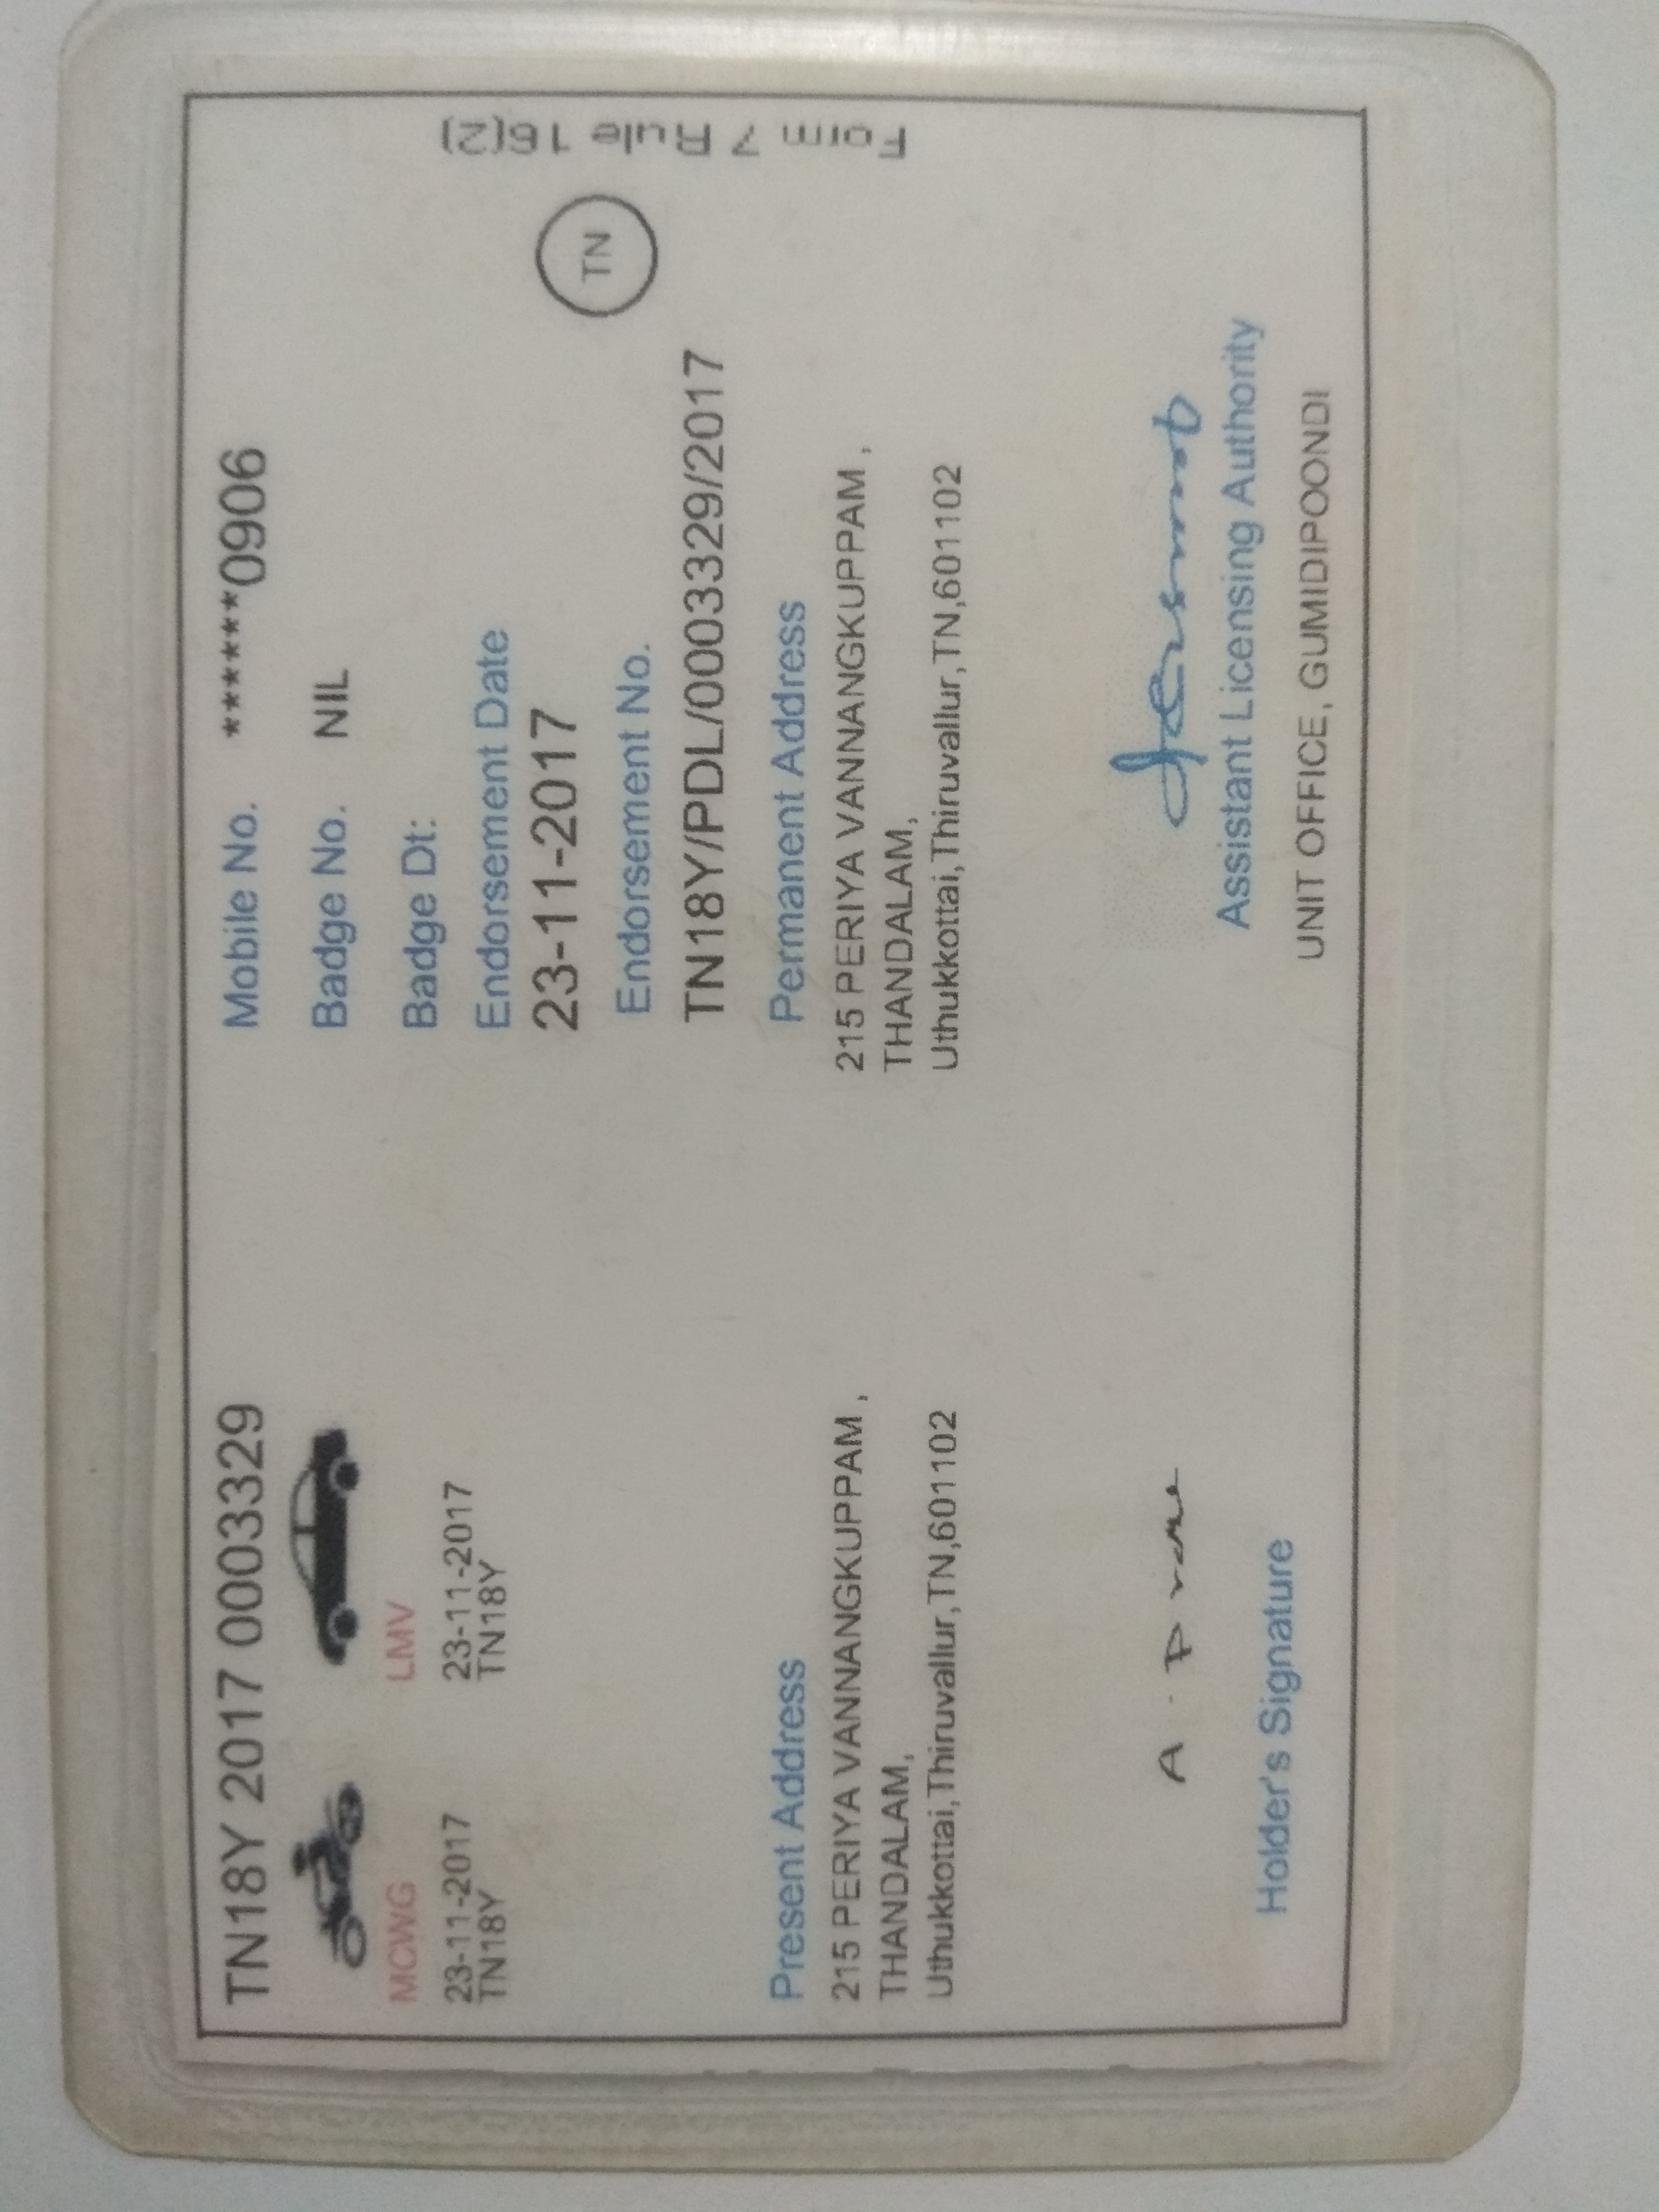 TN18Y 2017 0003329
MCWG
23-11-2017
TN18Y
LMV
23-11-2017
TN18Y
Mobile No. ******0906
Badge No. NIL
Badge Dt:
Endorsement Date
23-11-2017
Endorsement No.
TN18Y/PDL/0003329/2017
TN
Form 7 Rule 16(2)
Present Address
215 PERIYA VANNANGKUPPAM ,
THANDALAM,
Uthukkottai,Thiruvallur,TN,601102
Permanent Address
215 PERIYA VANNANGKUPPAM ,
THANDALAM,
Uthukkottai,Thiruvallur,TN,601102
Holder's Signature
Assistant Licensing Authority
UNIT OFFICE, GUMIDIPOONDI